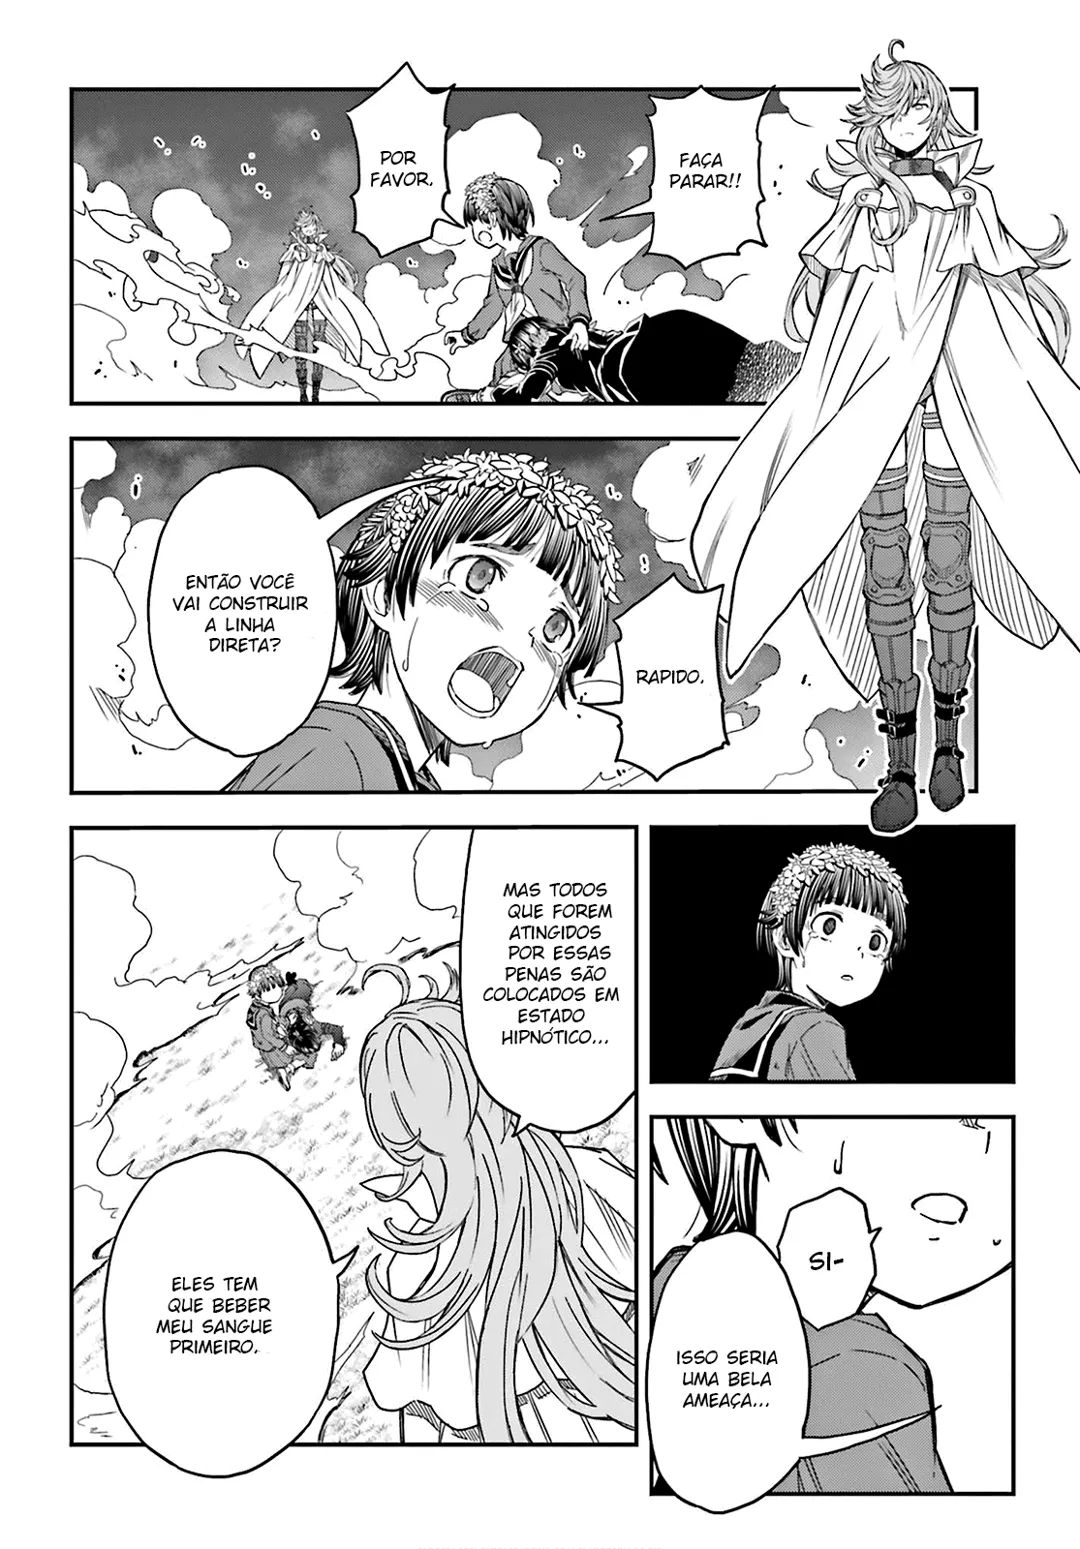 FAÇA
PARAR!!
POR
FAVOR.
RAPIDO.
ENTÃO VOCÊ
VAI CONSTRUIR
A LINHA
DIRETA?
SI-
ISSO SERIA
UMA BELA
AMEAÇA...
MAS TODOS
QUE FOREM
ATINGIDOS
POR ESSAS
PENAS SÃO
COLOCADOS EM
ESTADO
HIPNÓTICO...
ELES TEM
QUE BEBER
MEU SANGUE
PRIMEIRO.